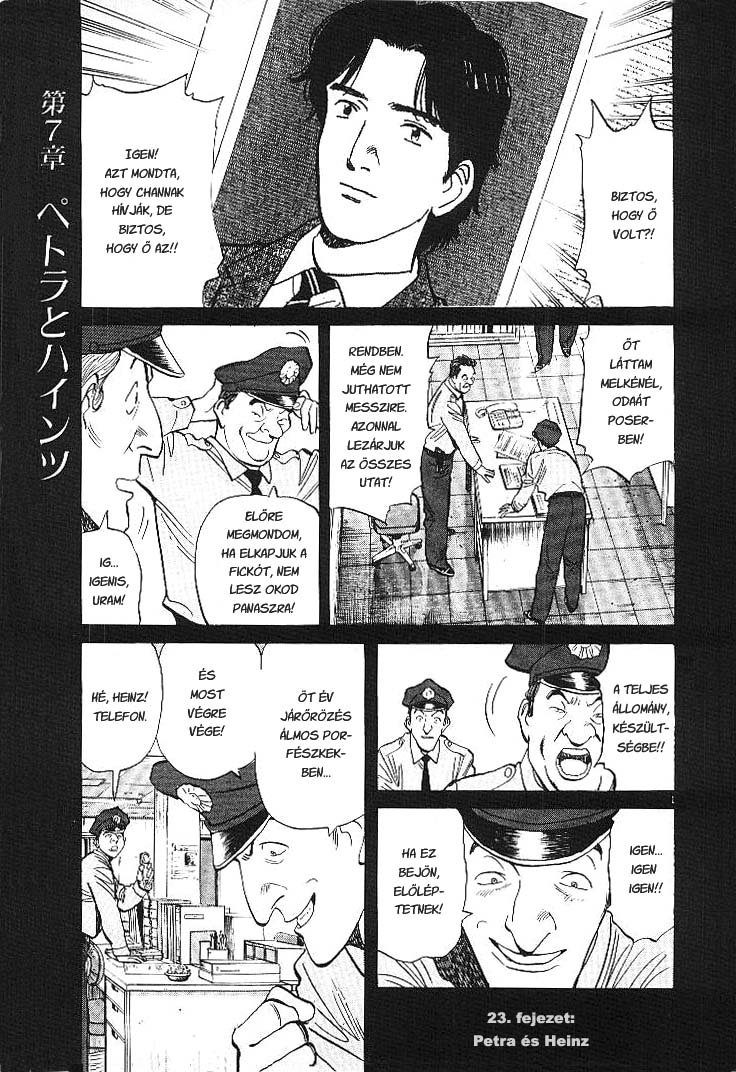 第7章 ペトラとハインツ
BIZTOS,
HOGY Ő
VOLT?!
IGEN!
AZT MONDTA,
HOGY CHANNAK
HÍVJÁK, DE
BIZTOS,
HOGY Ő AZ!!
ŐT
LÁTTAM
MELKÉNÉL,
ODAÁT
POSER-
BEN!
RENDBEN.
MÉG NEM
JUTHATOTT
MESSZIRE.
AZONNAL
LEZÁRJUK
AZ ÖSSZES
UTAT!
ELŐRE
MEGMONDOM,
HA ELKAPJUK A
FICKÓT, NEM
LESZ OKOD
PANASZRA!
IG...
IGENIS,
URAM!
A TELJES
ÁLLOMÁNY,
KÉSZÜLT-
SÉGBE!!
IGEN...
IGEN
IGEN!!
HA EZ
BEJÖN,
ELŐLÉP-
TETNEK!
ÖT ÉV
JÁRŐRÖZÉS
ÁLMOS POR-
FÉSZKEK-
BEN...
ÉS
MOST
VÉGRE
VÉGE!
HÉ, HEINZ!
TELEFON.
23. fejezet:
Petra és Heinz